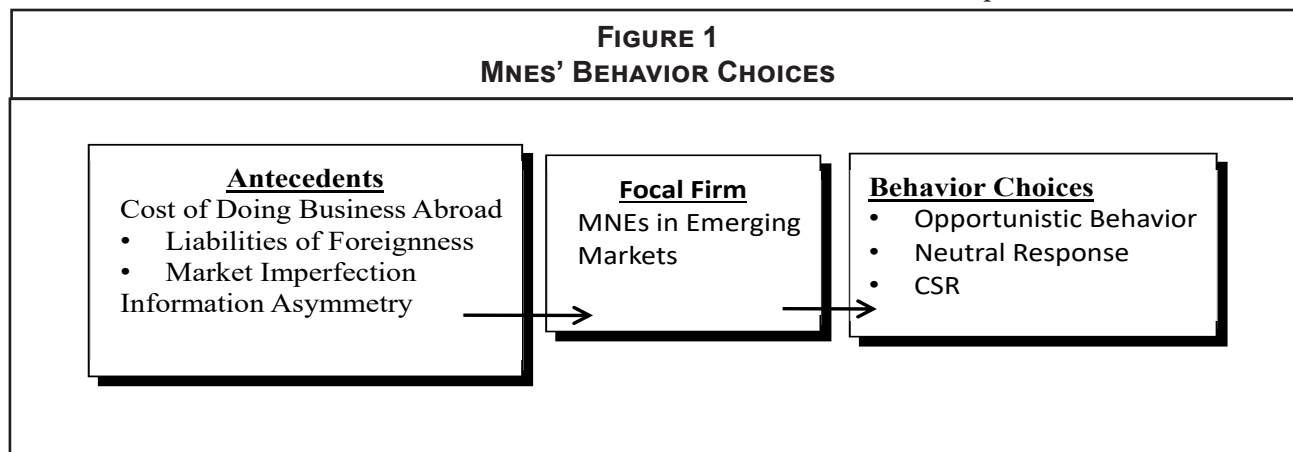 FIGURE 1
MNES' BEHAVIOR CHOICES
Antecedents
Cost of Doing Business Abroad
• Liabilities of Foreignness
• Market Imperfection
Information Asymmetry
Focal Firm
MNEs in Emerging
Markets
Behavior Choices
• Opportunistic Behavior
• Neutral Response
• CSR